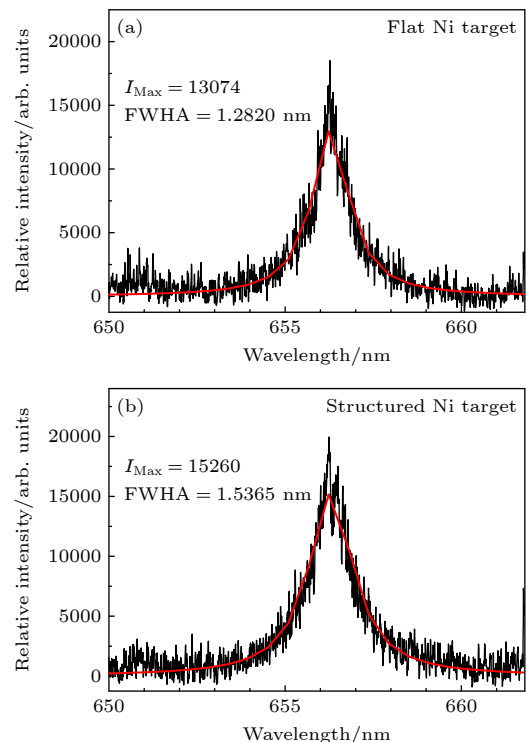 (a)
Flat Ni target
I_Max = 13074
FWHA = 1.2820 nm
Relative intensity/arb. units
20000
15000
10000
5000
0
650
655
660
Wavelength/nm
(b)
Structured Ni target
I_Max = 15260
FWHA = 1.5365 nm
Relative intensity/arb. units
20000
15000
10000
5000
0
650
655
660
Wavelength/nm